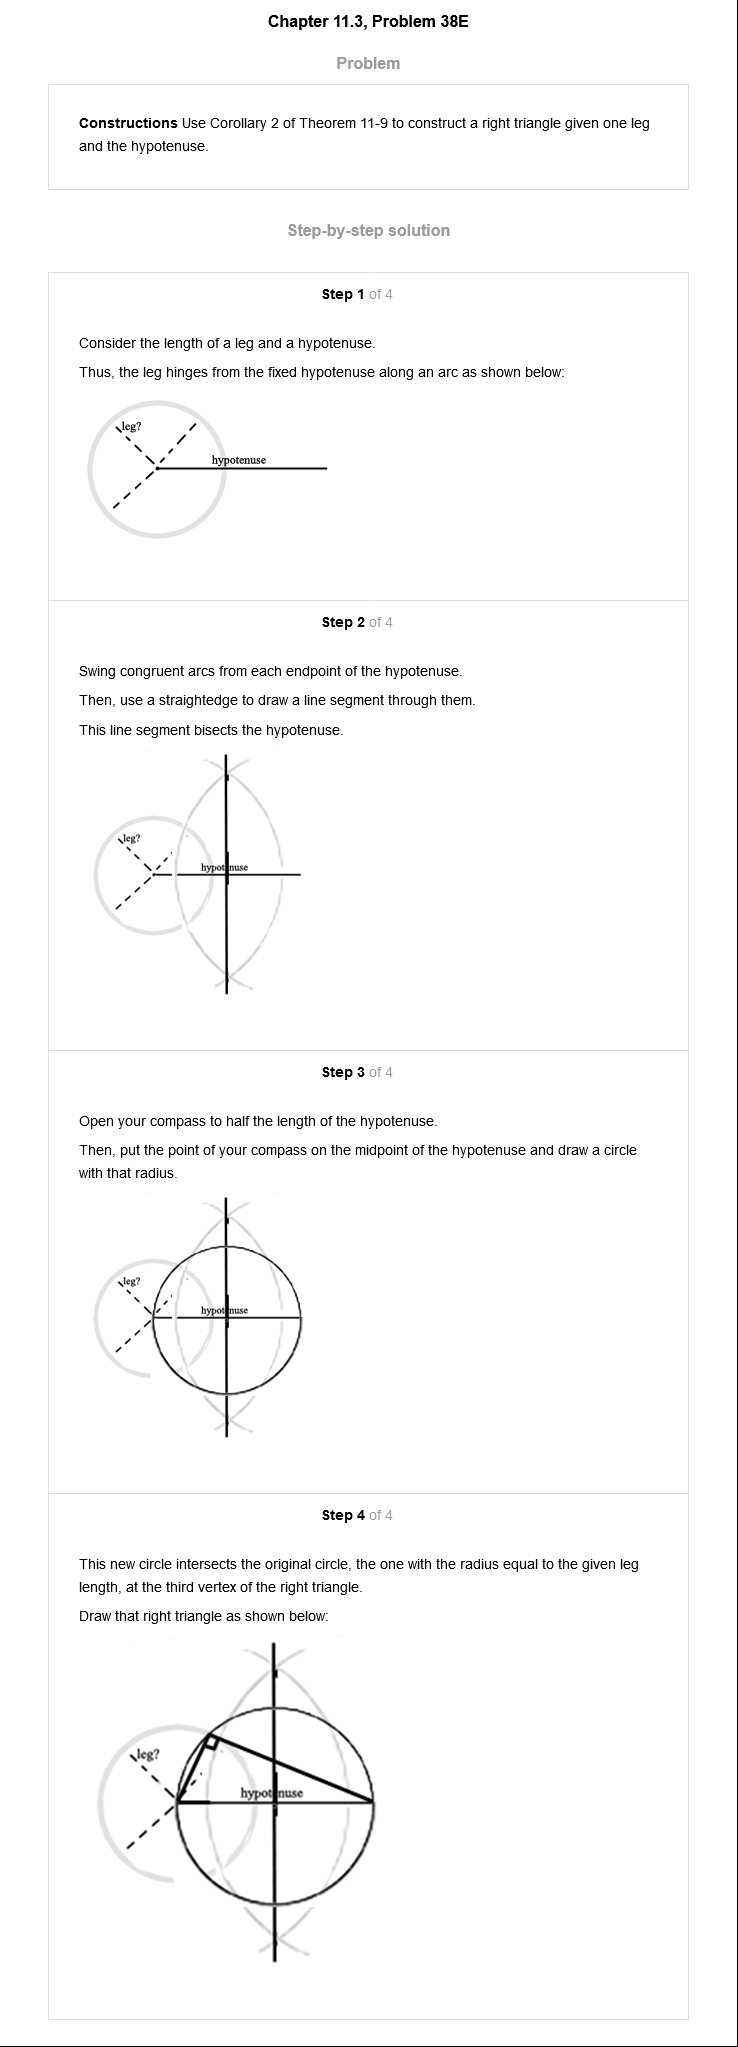 Chapter 11.3, Problem 38E
Problem
Constructions Use Corollary 2 of Theorem 11-9 to construct a right triangle given one leg
and the hypotenuse.
Step-by-step solution
Step 1 of 4
Consider the length of a leg and a hypotenuse.
Thus, the leg hinges from the fixed hypotenuse along an arc as shown below:
leg?
hypotenuse
Step 2 of 4
Swing congruent arcs from each endpoint of the hypotenuse.
Then, use a straightedge to draw a line segment through them.
This line segment bisects the hypotenuse.
leg?
hypotenuse
Step 3 of 4
Open your compass to half the length of the hypotenuse.
Then, put the point of your compass on the midpoint of the hypotenuse and draw a circle
with that radius.
leg?
hypotenuse
Step 4 of 4
This new circle intersects the original circle, the one with the radius equal to the given leg
length, at the third vertex of the right triangle.
Draw that right triangle as shown below:
leg?
hypotenuse